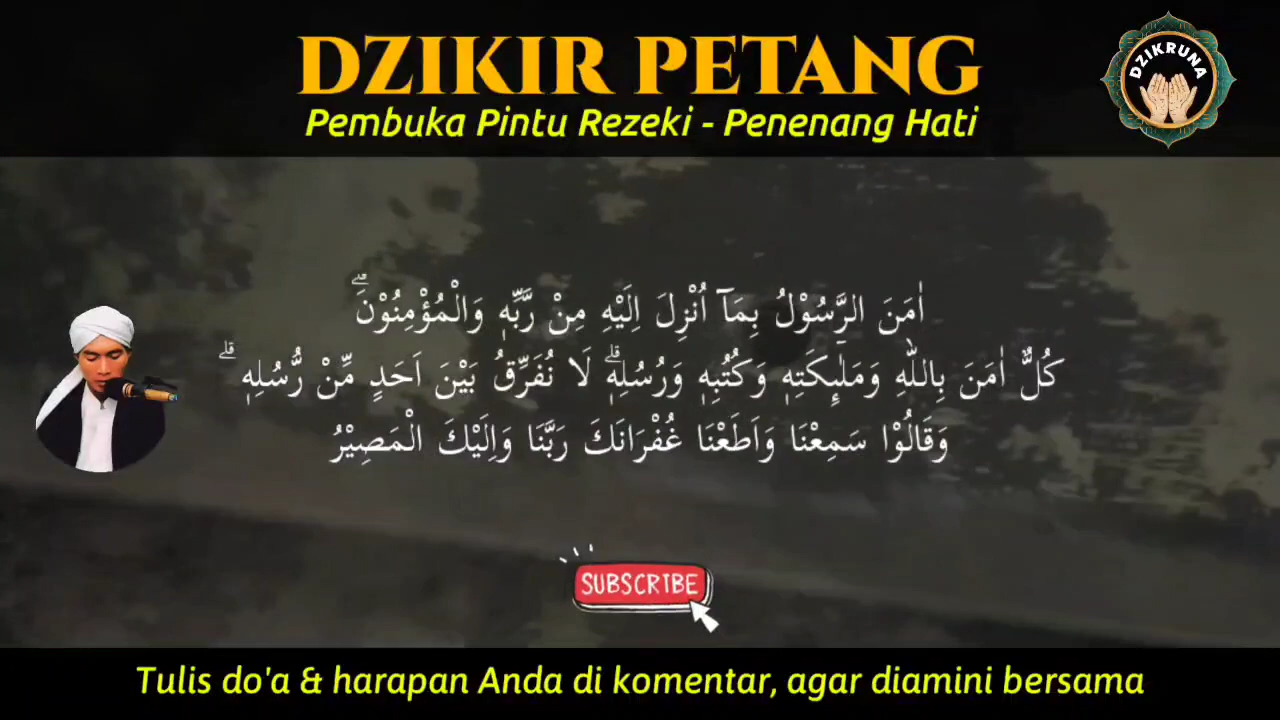 DZIKIR PETANG
Pembuka Pintu Rezeki - Penenang Hati
DZIKRUNA
اٰمَنَ الرَّسُوْلُ بِمَآ اُنْزِلَ اِلَيْهِ مِنْ رَّبِّهٖ وَالْمُؤْمِنُوْنَۗ
كُلٌّ اٰمَنَ بِاللّٰهِ وَمَلٰۤىِٕكَتِهٖ وَكُتُبِهٖ وَرُسُلِهٖۗ لَا نُفَرِّقُ بَيْنَ اَحَدٍ مِّنْ رُّسُلِهٖ ۗ
وَقَالُوْا سَمِعْنَا وَاَطَعْنَا غُفْرَانَكَ رَبَّنَا وَاِلَيْكَ الْمَصِيْرُ
SUBSCRIBE
Tulis do'a & harapan Anda di komentar, agar diamini bersama